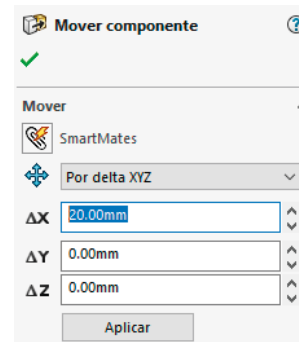 Mover componente
Mover
SmartMates
Por delta XYZ
ΔX 20.00mm
ΔY 0.00mm
ΔZ 0.00mm
Aplicar